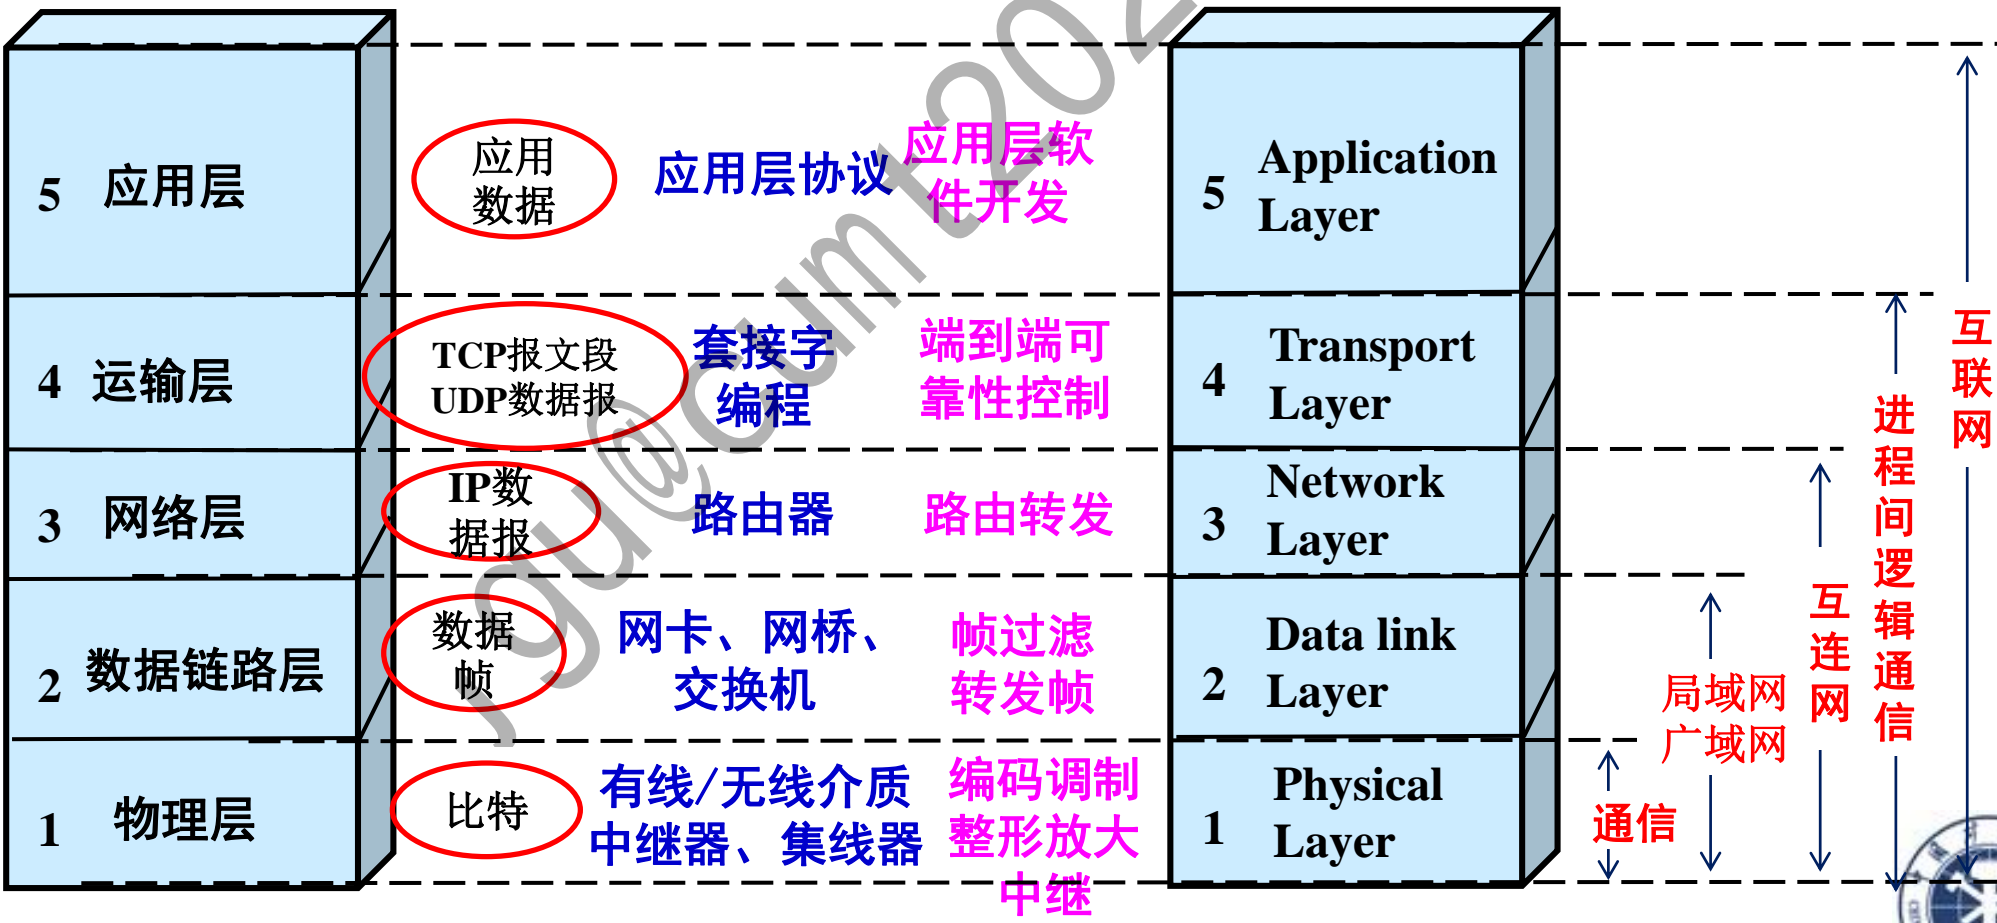 5 应用层
应用
数据
应用层协议
应用层软
件开发
5
Application
Layer
4 运输层
TCP报文段
UDP数据报
套接字
编程
端到端可
靠性控制
4
Transport
Layer
3 网络层
IP数
据报
路由器
路由转发
3
Network
Layer
2 数据链路层
数据
帧
网卡、网桥、
交换机
帧过滤
转发帧
2
Data link
Layer
1 物理层
比特
有线/无线介质
中继器、集线器
编码调制
整形放大
中继
1
Physical
Layer
通信
局域网
广域网
互连网
进程间逻辑通信
互联网
gu@cumt202